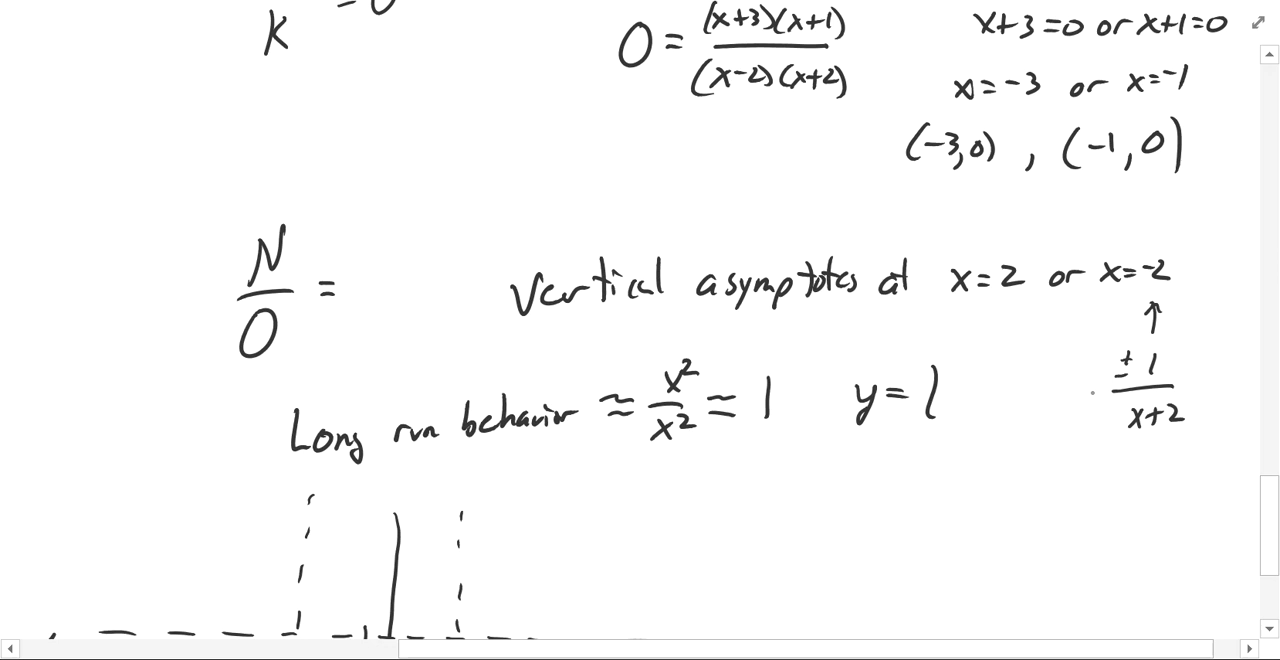 K = 0
0 = (x+3)(x+1) / (x-2)(x+2)
x+3=0 or x+1=0
x=-3 or x=-1
(-3,0) , (-1,0)
N/0 =
vertical asymptotes at x=2 or x=-2
↑
± 1 / x+2
Long run behavior ≈ x²/x² ≈ 1 y=1